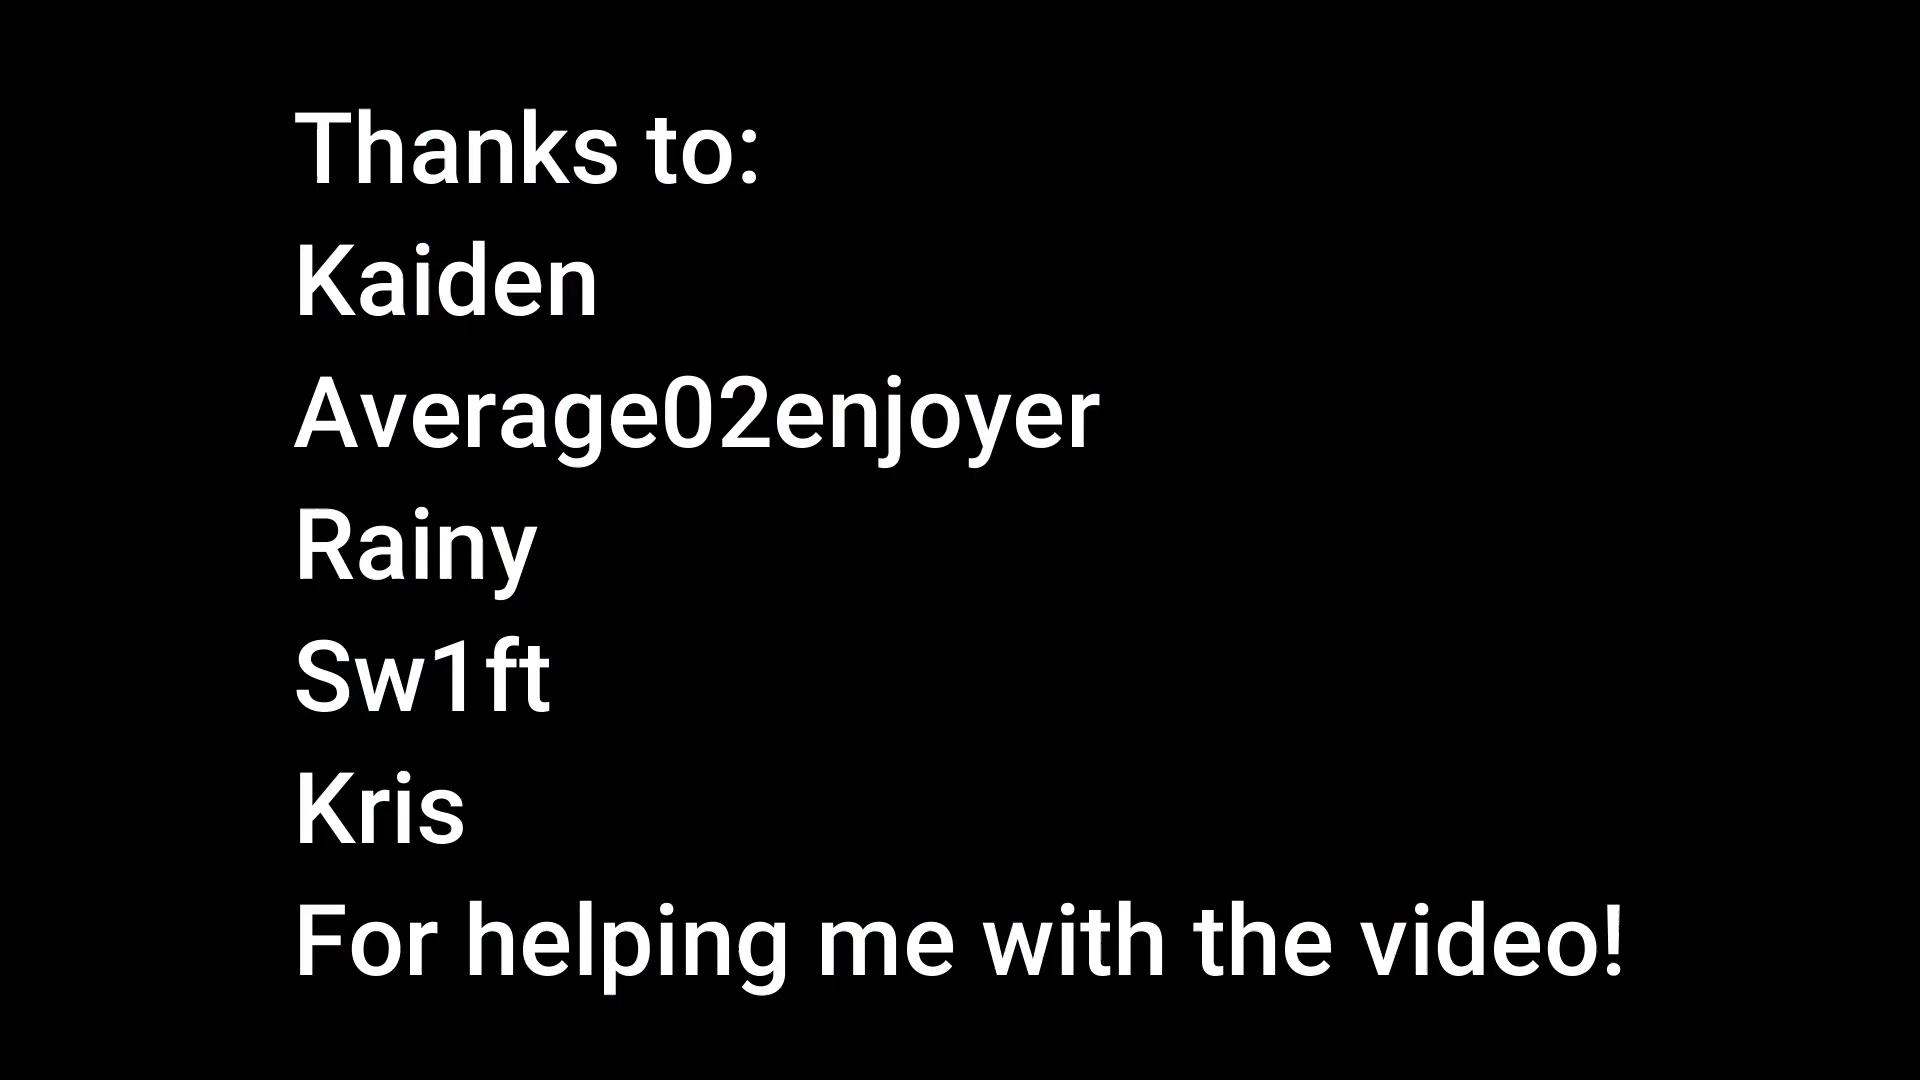 Thanks to:
Kaiden
Average02enjoyer
Rainy
Sw1ft
Kris
For helping me with the video!